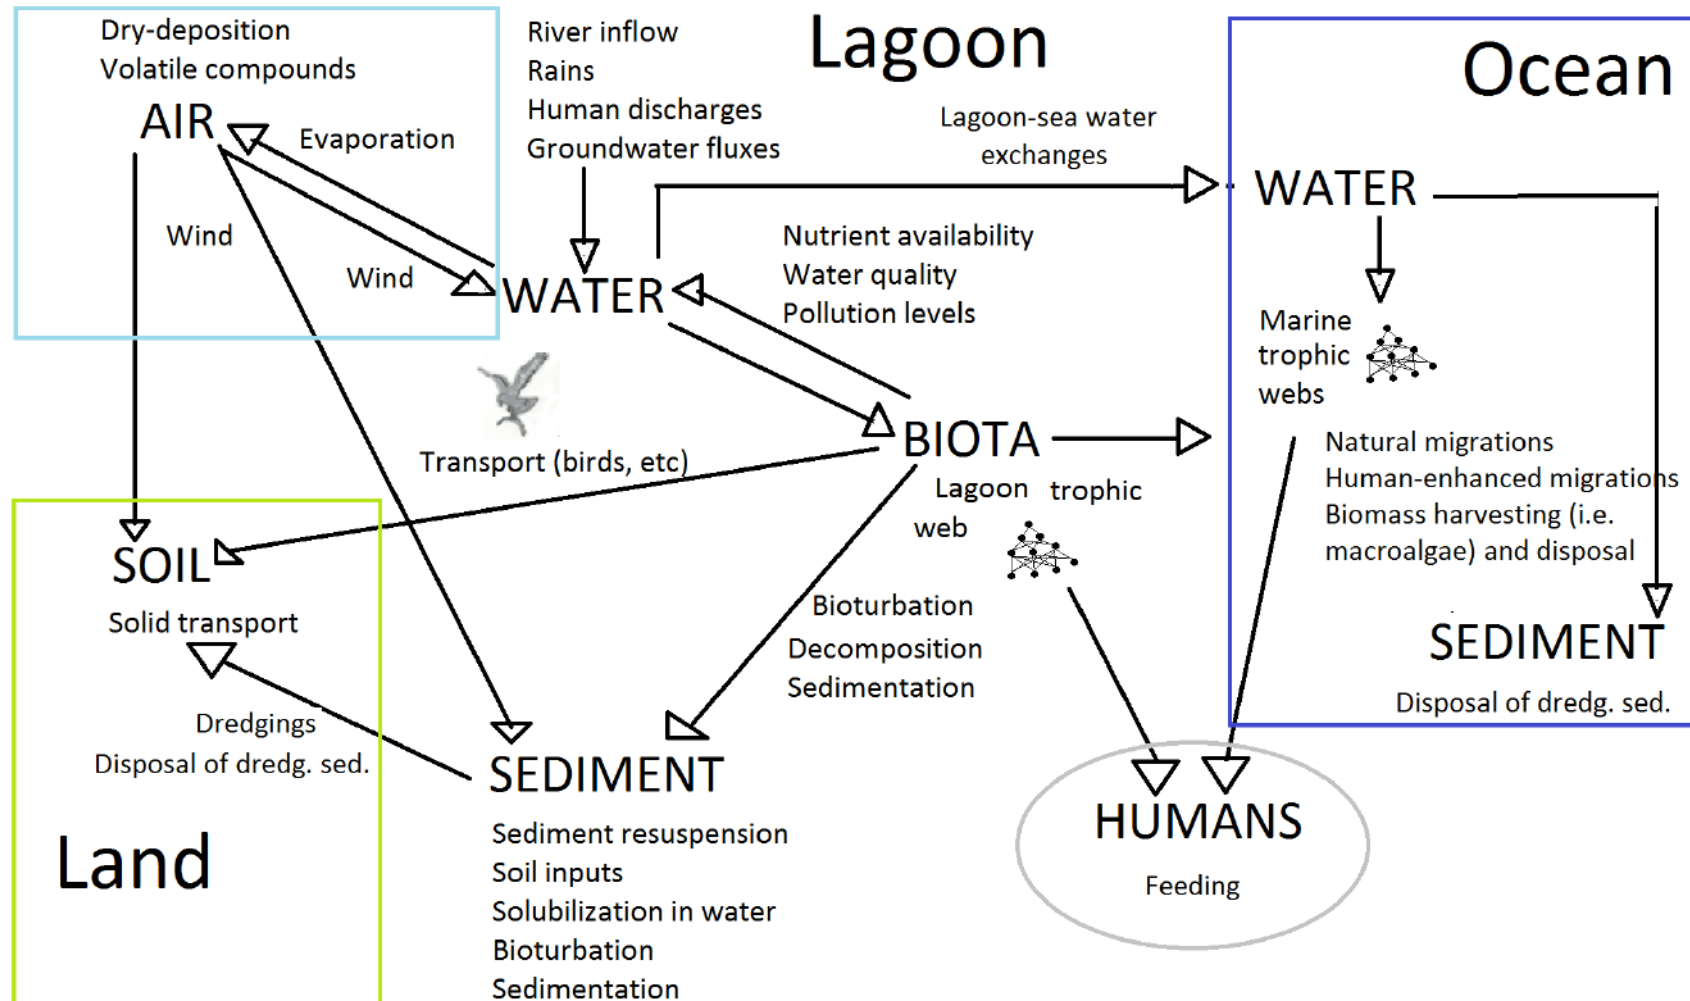 Dry-deposition
Volatile compounds
AIR
Evaporation
Wind
Wind
River inflow
Rains
Human discharges
Groundwater fluxes
WATER
Lagoon
Lagoon-sea water
exchanges
Nutrient availability
Water quality
Pollution levels
Ocean
WATER
Marine
trophic
webs
Natural migrations
Human-enhanced migrations
Biomass harvesting (i.e.
macroalgae) and disposal
SEDIMENT
Disposal of dredg. sed.
Transport (birds, etc)
BIOTA
Lagoon trophic
web
Bioturbation
Decomposition
Sedimentation
SOIL
Solid transport
Dredgings
Disposal of dredg. sed.
Land
SEDIMENT
Sediment resuspension
Soil inputs
Solubilization in water
Bioturbation
Sedimentation
HUMANS
Feeding